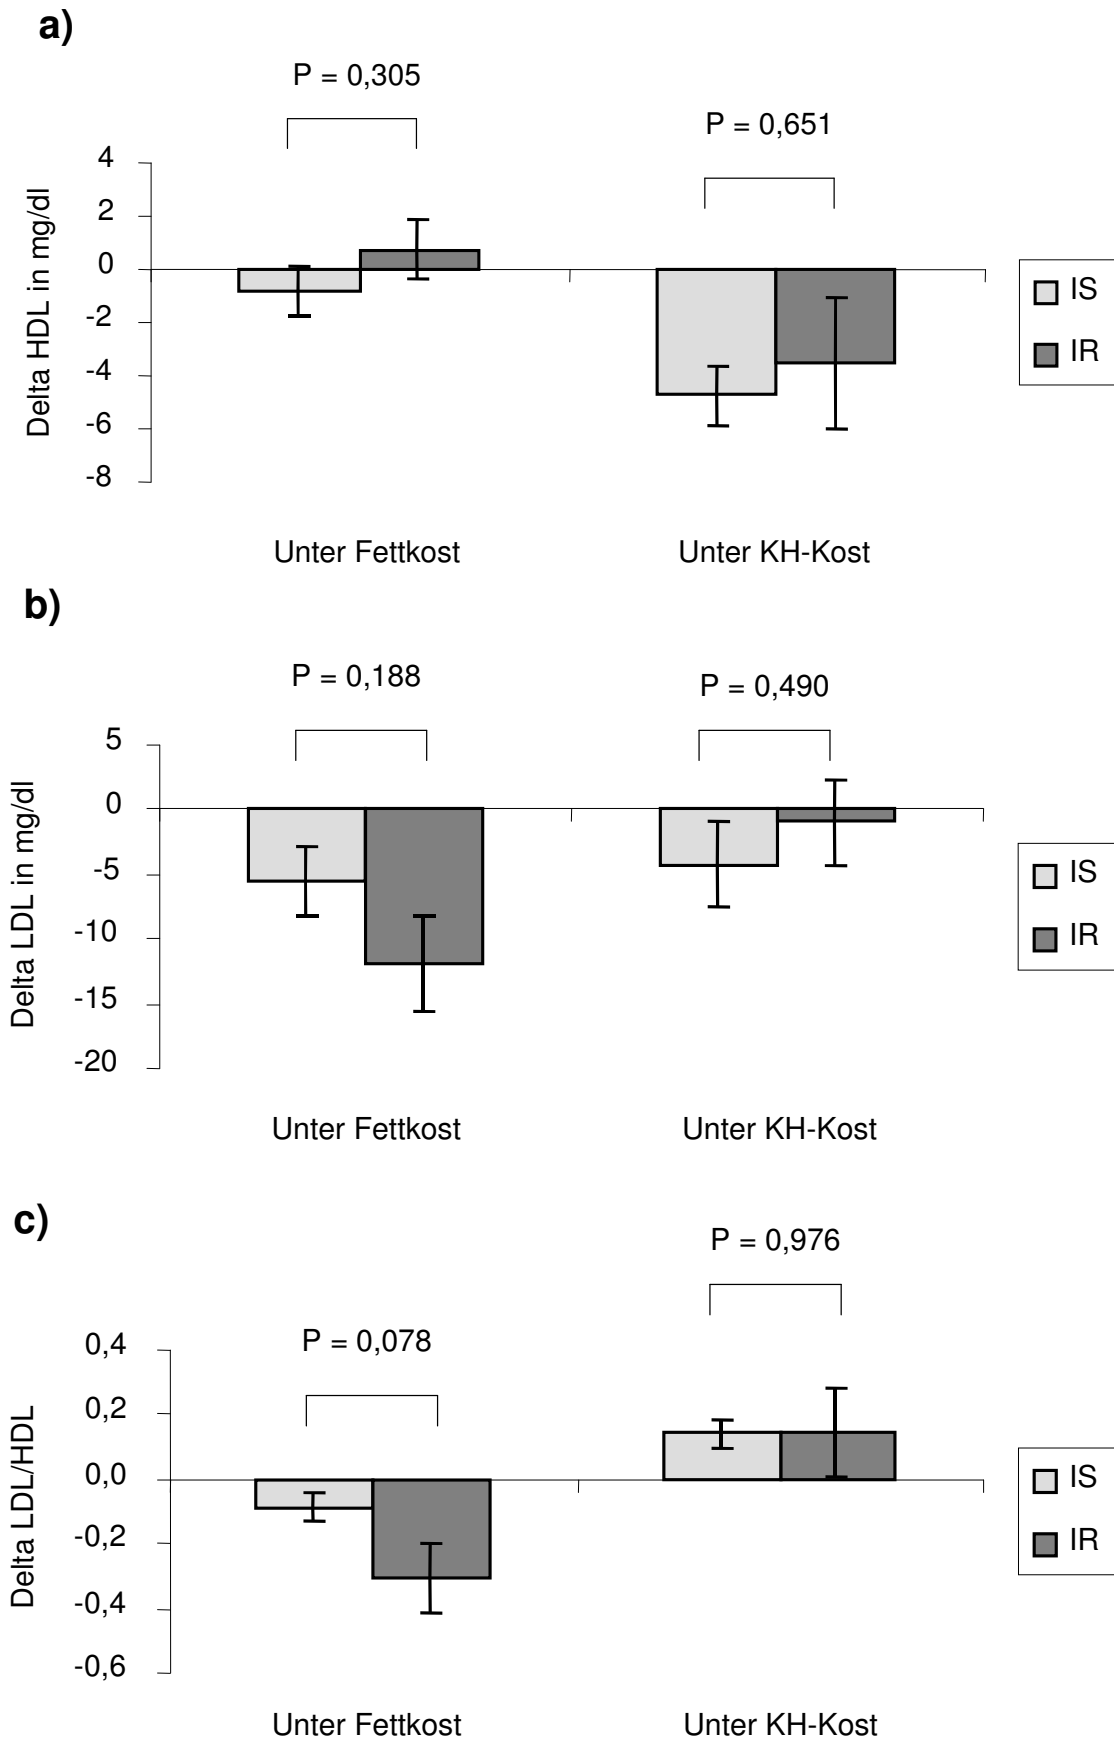 a)
P = 0,305
P = 0,651
Delta HDL in mg/dl
4
2
0
-2
-4
-6
-8
IS
IR
Unter Fettkost
Unter KH-Kost
b)
P = 0,188
P = 0,490
Delta LDL in mg/dl
5
0
-5
-10
-15
-20
IS
IR
Unter Fettkost
Unter KH-Kost
c)
P = 0,976
P = 0,078
Delta LDL/HDL
0,4
0,2
0,0
-0,2
-0,4
-0,6
IS
IR
Unter Fettkost
Unter KH-Kost